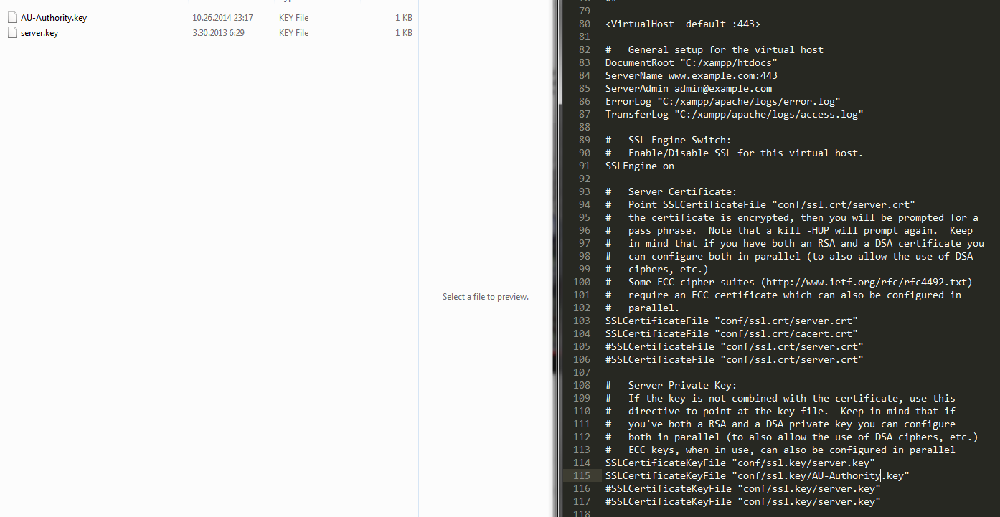 AU-Authority.key 10.26.2014 23:17 KEY File 1 KB
server.key 3.30.2013 6:29 KEY File 1 KB
Select a file to preview.
78 ##
79
80 <VirtualHost _default_:443>
81
82 #   General setup for the virtual host
83 DocumentRoot "C:/xampp/htdocs"
84 ServerName www.example.com:443
85 ServerAdmin admin@example.com
86 ErrorLog "C:/xampp/apache/logs/error.log"
87 TransferLog "C:/xampp/apache/logs/access.log"
88
89 #   SSL Engine Switch:
90 #   Enable/Disable SSL for this virtual host.
91 SSLEngine on
92
93 #   Server Certificate:
94 #   Point SSLCertificateFile "conf/ssl.crt/server.crt"
95 #   the certificate is encrypted, then you will be prompted for a
96 #   pass phrase.  Note that a kill -HUP will prompt again.  Keep
97 #   in mind that if you have both an RSA and a DSA certificate you
98 #   can configure both in parallel (to also allow the use of DSA
99 #   ciphers, etc.)
100 #   Some ECC cipher suites (http://www.ietf.org/rfc/rfc4492.txt)
101 #   require an ECC certificate which can also be configured in
102 #   parallel.
103 SSLCertificateFile "conf/ssl.crt/server.crt"
104 SSLCertificateFile "conf/ssl.crt/cacert.crt"
105 #SSLCertificateFile "conf/ssl.crt/server.crt"
106 #SSLCertificateFile "conf/ssl.crt/server.crt"
107
108 #   Server Private Key:
109 #   If the key is not combined with the certificate, use this
110 #   directive to point at the key file.  Keep in mind that if
111 #   you've both a RSA and a DSA private key you can configure
112 #   both in parallel (to also allow the use of DSA ciphers, etc.)
113 #   ECC keys, when in use, can also be configured in parallel
114 SSLCertificateKeyFile "conf/ssl.key/server.key"
115 SSLCertificateKeyFile "conf/ssl.key/AU-Authority.key"
116 #SSLCertificateKeyFile "conf/ssl.key/server.key"
117 #SSLCertificateKeyFile "conf/ssl.key/server.key"
118